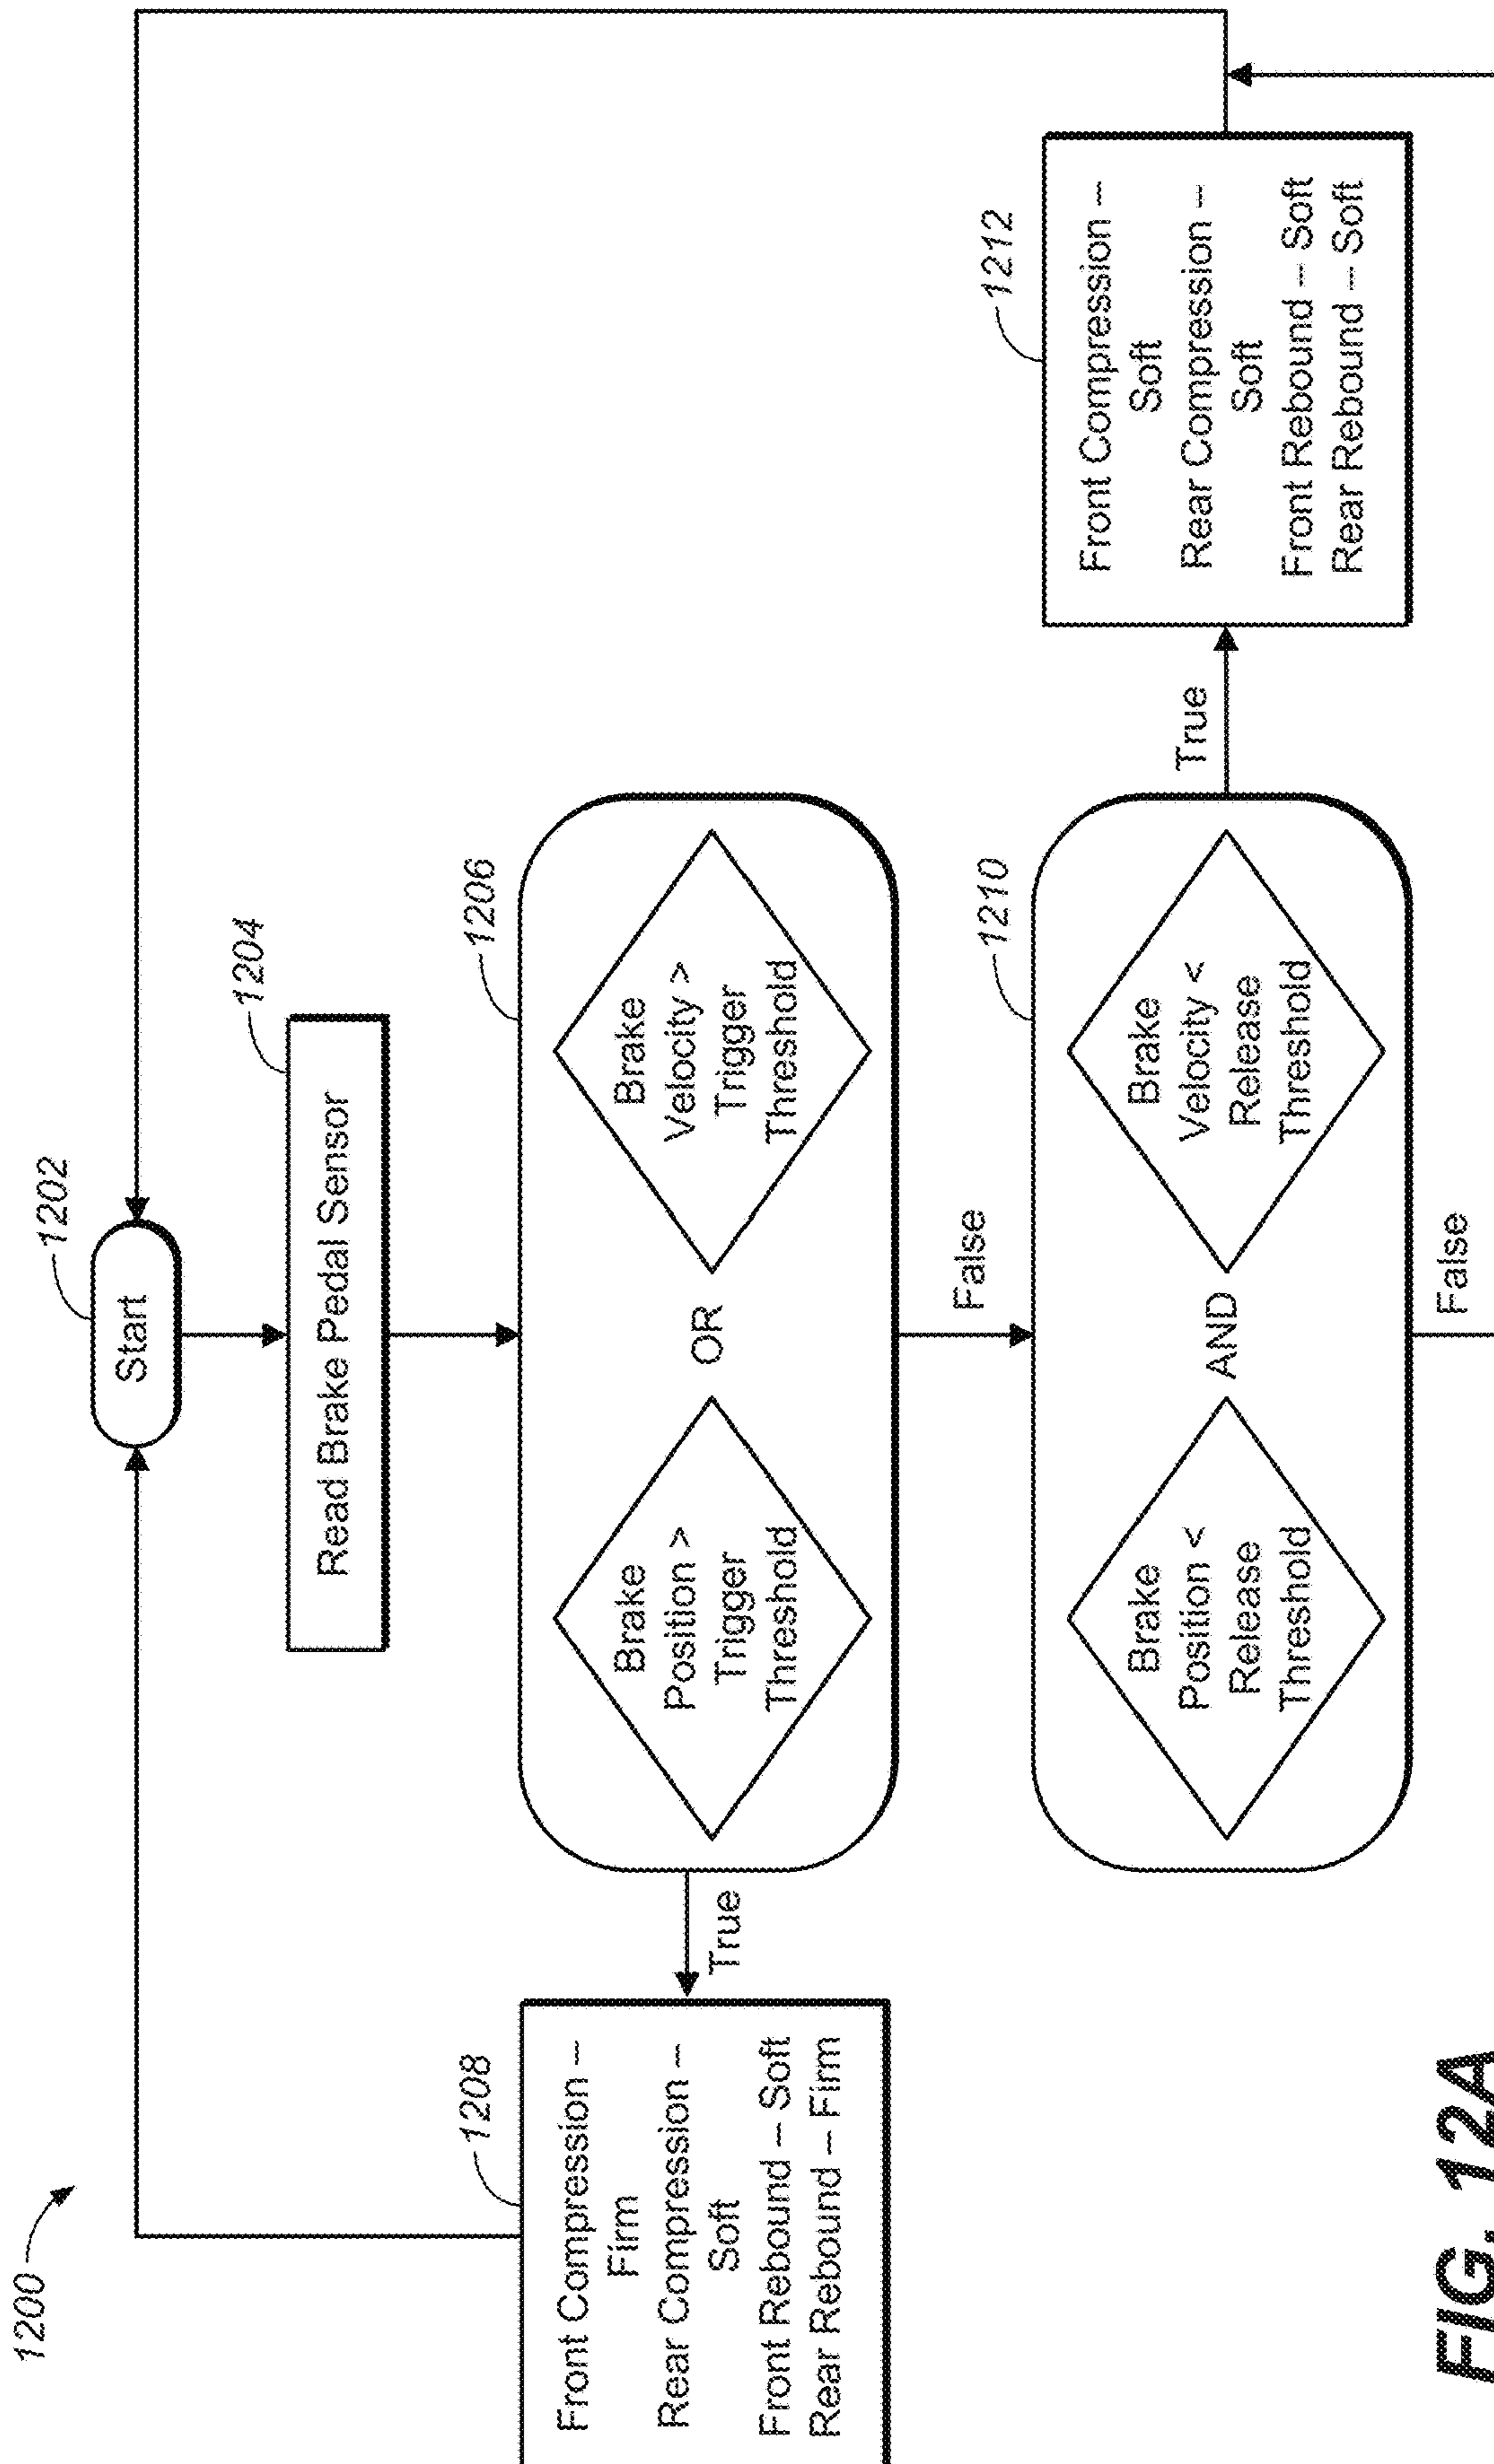 1200
1202
Start
1204
Read Brake Pedal Sensor
1206
Brake
Position >
Trigger
Threshold
OR
Brake
Velocity >
Trigger
Threshold
True
1208
Front Compression –
Firm
Rear Compression –
Soft
Front Rebound – Soft
Rear Rebound – Firm
False
1210
Brake
Position <
Release
Threshold
AND
Brake
Velocity <
Release
Threshold
True
1212
Front Compression –
Soft
Rear Compression –
Soft
Front Rebound – Soft
Rear Rebound – Soft
False
FIG. 12A